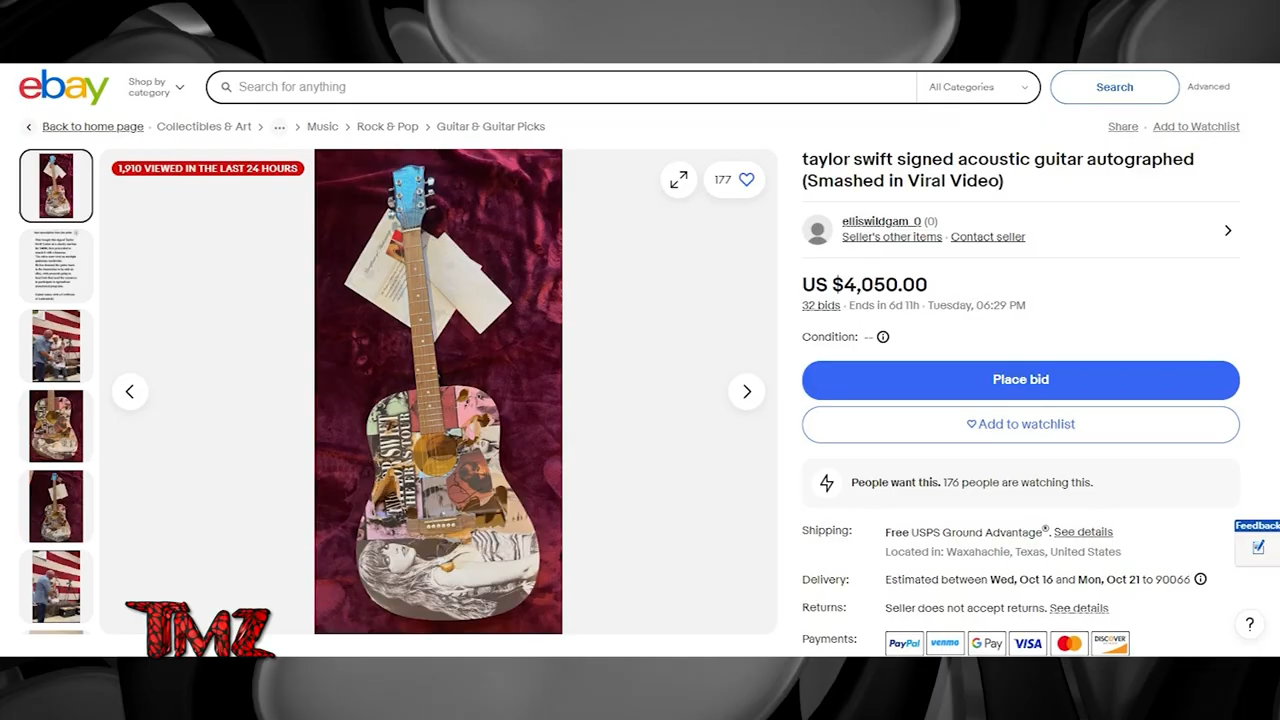 ebay
Shop by
category
Search for anything
All Categories
Search
Advanced
Back to home page
Collectibles & Art
...
Music
Rock & Pop
Guitar & Guitar Picks
Share
Add to Watchlist
1,910 VIEWED IN THE LAST 24 HOURS
177
taylor swift signed acoustic guitar autographed
(Smashed in Viral Video)
elliswildgam_0 (0)
Seller's other items · Contact seller
US $4,050.00
32 bids · Ends in 6d 11h · Tuesday, 06:29 PM
Condition: --
Place bid
Add to watchlist
People want this. 176 people are watching this.
Shipping: Free USPS Ground Advantage®. See details
Located in: Waxahachie, Texas, United States
Delivery: Estimated between Wed, Oct 16 and Mon, Oct 21 to 90066
Returns: Seller does not accept returns. See details
Payments: PayPal venmo G Pay VISA DISCOVER
Feedback
?
TMZ